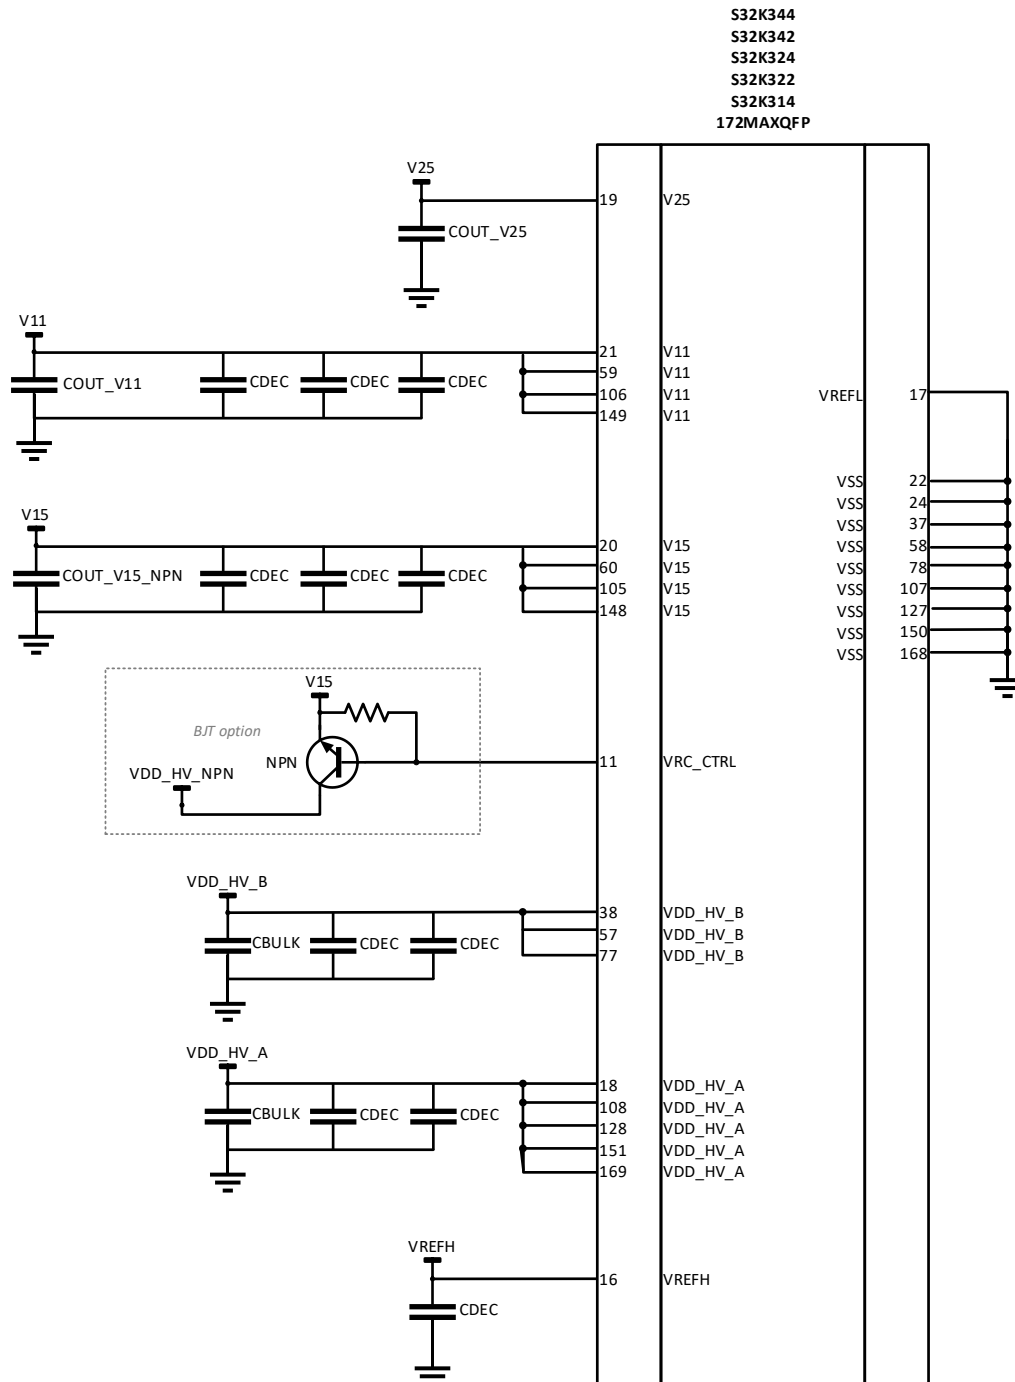 S32K344
S32K342
S32K324
S32K322
S32K314
172MAXQFP
V25
19 V25
COUT_V25
V11
21 V11
COUT_V11 CDEC CDEC CDEC
59 V11
106 V11
149 V11
VREFL 17
VSS 22
VSS 24
VSS 37
VSS 58
VSS 78
VSS 107
VSS 127
VSS 150
VSS 168
V15
20 V15
COUT_V15_NPN CDEC CDEC CDEC
60 V15
105 V15
148 V15
V15
BJT option
NPN
VDD_HV_NPN
11 VRC_CTRL
VDD_HV_B
38 VDD_HV_B
CBULK CDEC CDEC
57 VDD_HV_B
77 VDD_HV_B
VDD_HV_A
18 VDD_HV_A
CBULK CDEC CDEC
108 VDD_HV_A
128 VDD_HV_A
151 VDD_HV_A
169 VDD_HV_A
VREFH
16 VREFH
CDEC